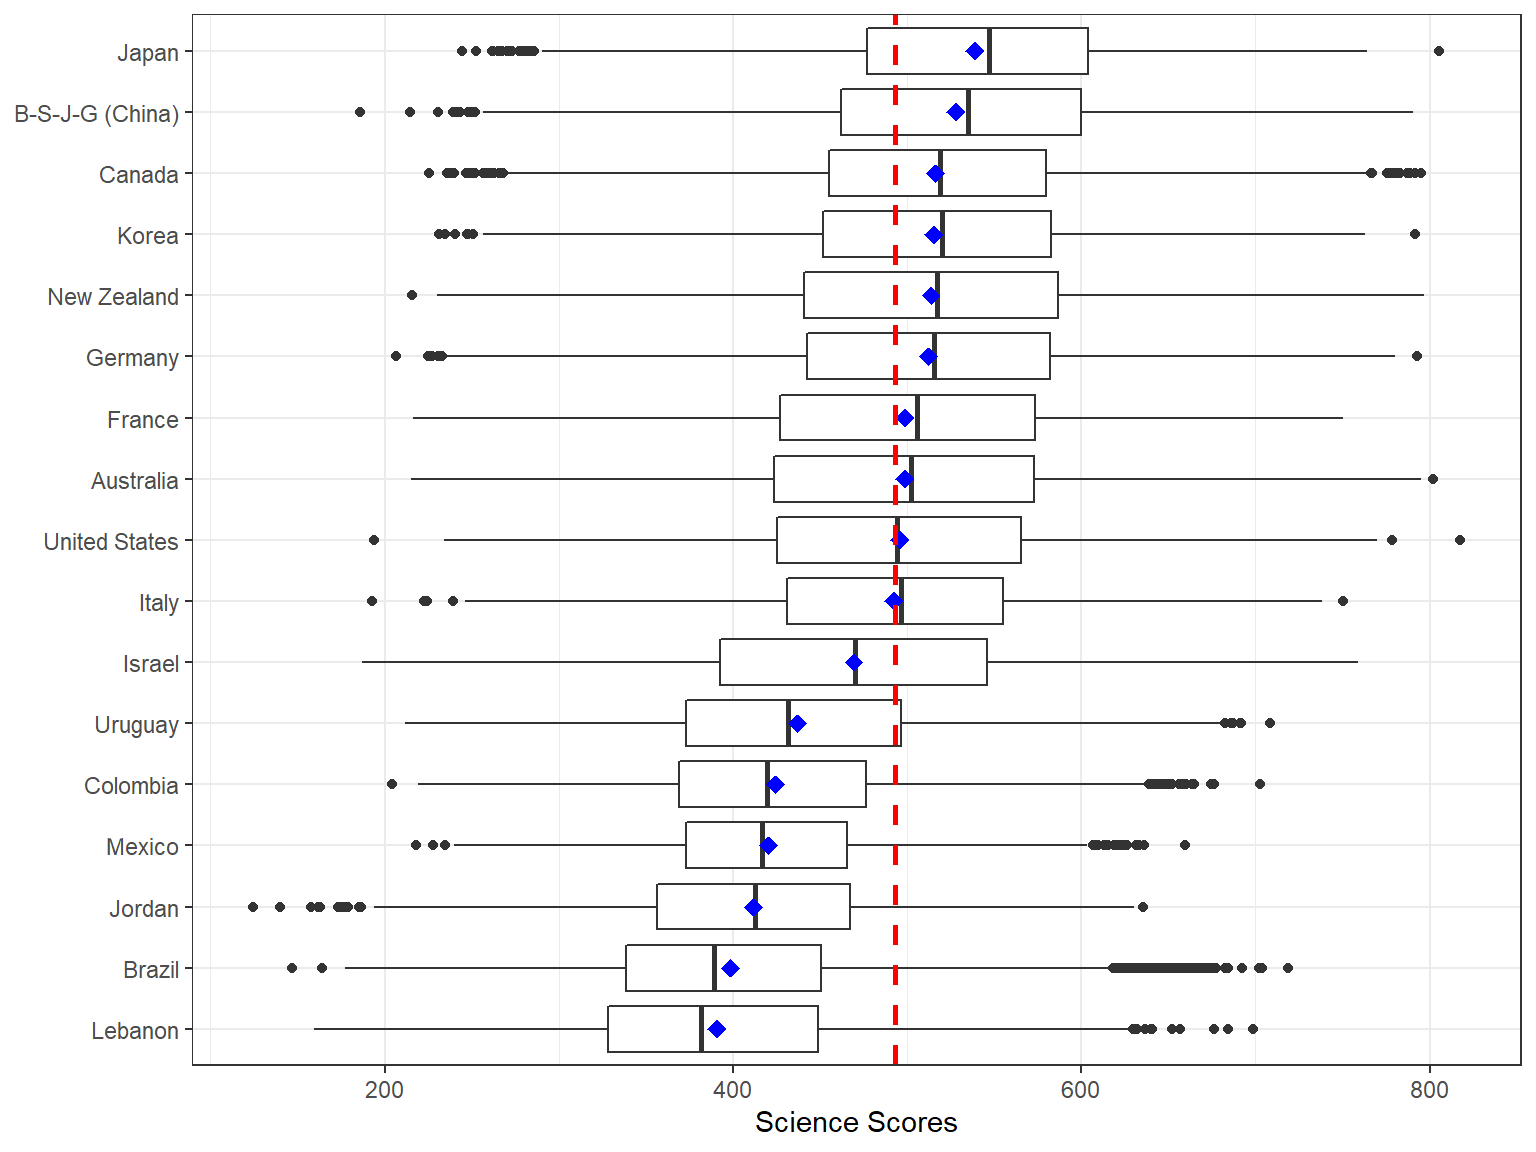 Japan
B-S-J-G (China)
Canada
Korea
New Zealand
Germany
France
Australia
United States
Italy
Israel
Uruguay
Colombia
Mexico
Jordan
Brazil
Lebanon
200 400 600 800
Science Scores